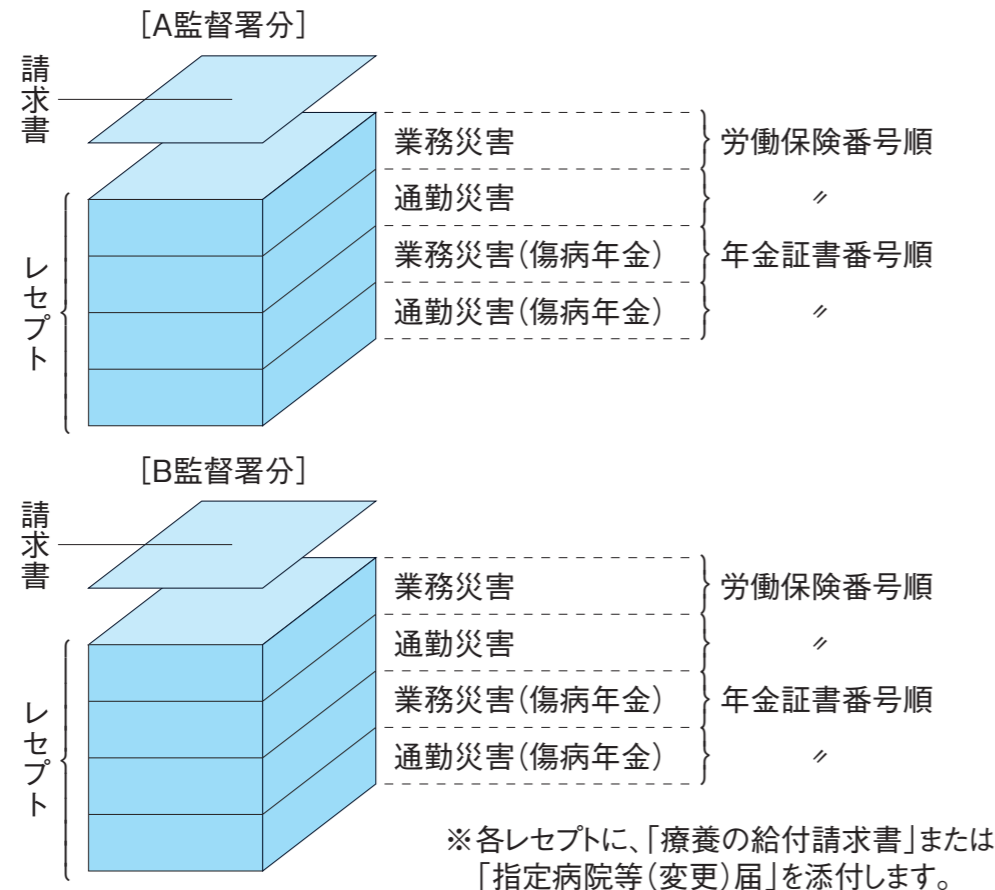 ［A監督署分］
請求書
業務災害 労働保険番号順
通勤災害 〃
業務災害（傷病年金） 年金証書番号順
通勤災害（傷病年金） 〃
レセプト
［B監督署分］
請求書
業務災害 労働保険番号順
通勤災害 〃
業務災害（傷病年金） 年金証書番号順
通勤災害（傷病年金） 〃
レセプト
※各レセプトに、「療養の給付請求書」または
「指定病院等（変更）届」を添付します。